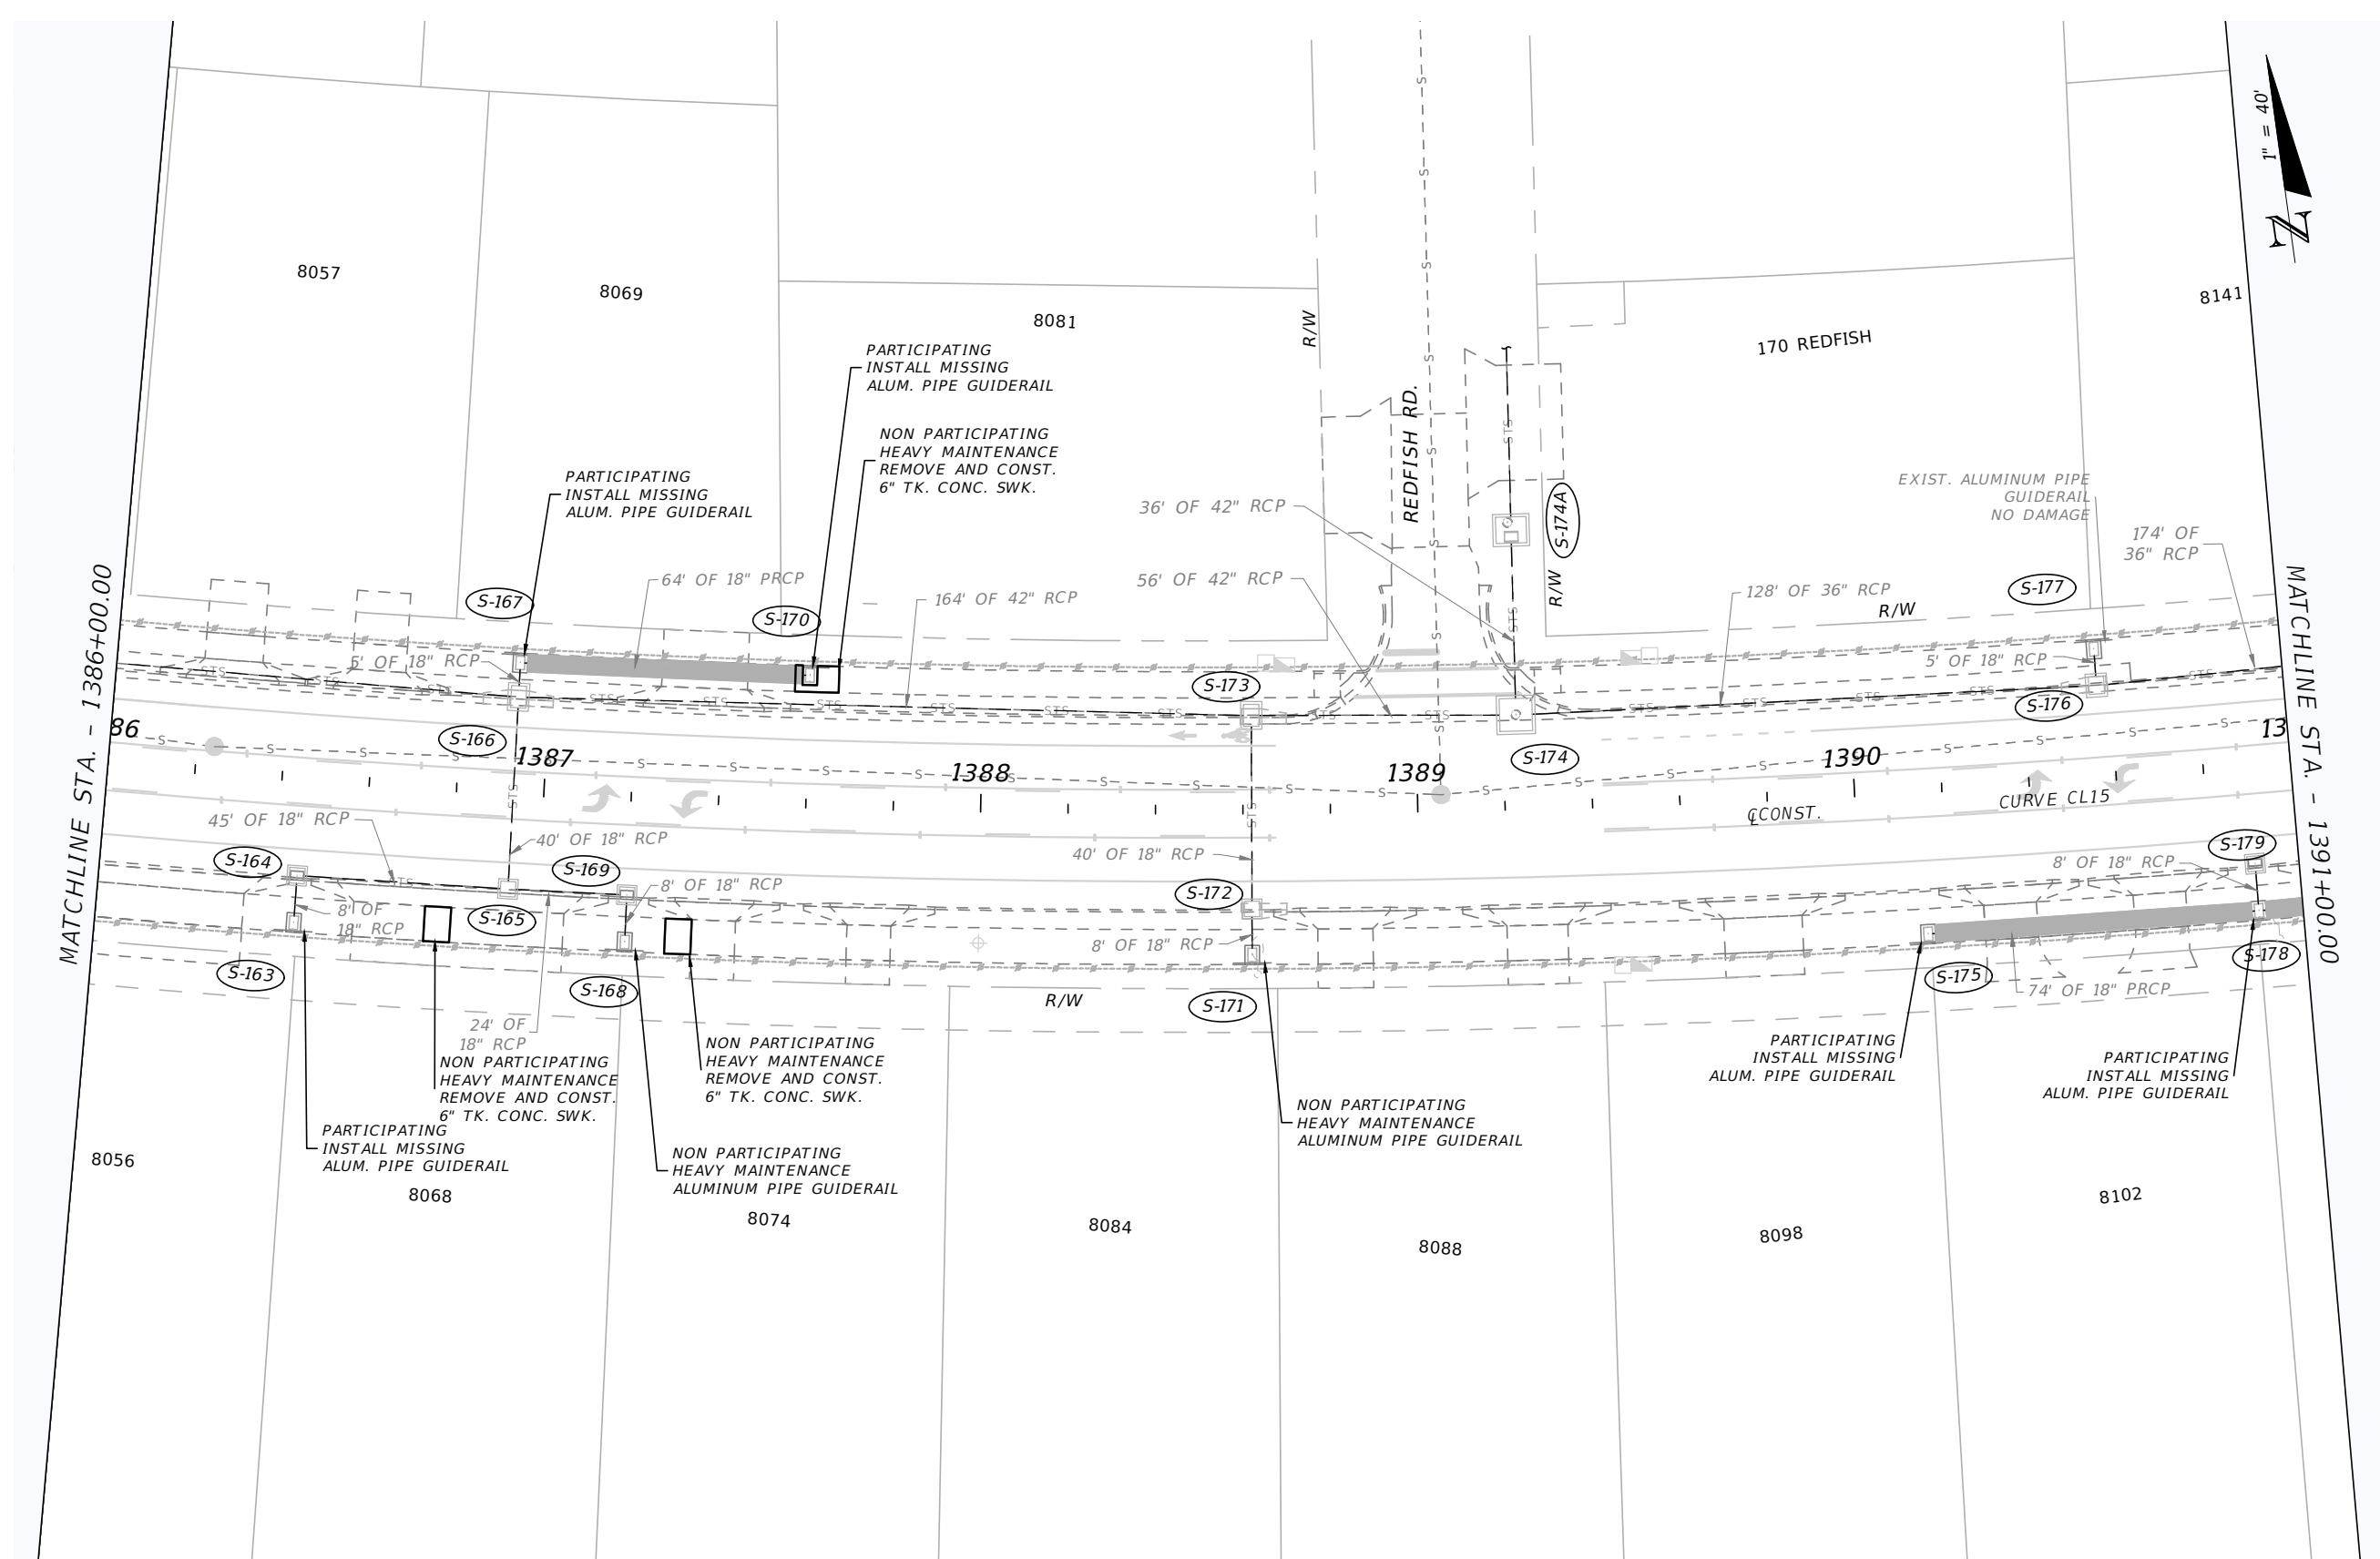 1" = 40'
N
8057
8069
8081
8141
170 REDFISH
R/W
REDFISH RD.
PARTICIPATING
INSTALL MISSING
ALUM. PIPE GUIDERAIL
NON PARTICIPATING
HEAVY MAINTENANCE
REMOVE AND CONST.
6" TK. CONC. SWK.
PARTICIPATING
INSTALL MISSING
ALUM. PIPE GUIDERAIL
36' OF 42" RCP
S-174A
EXIST. ALUMINUM PIPE
GUIDERAIL
NO DAMAGE
174' OF
36" RCP
MATCHLINE STA. - 1386+00.00
MATCHLINE STA. - 1391+00.00
S-167
64' OF 18" PRCP
S-170
164' OF 42" RCP
56' OF 42" RCP
R/W
128' OF 36" RCP
R/W
S-177
5' OF 18" RCP
S-173
5' OF 18" RCP
S-176
S-166
S-174
86
1387
1388
1389
1390
13
CONST.
CURVE CL15
45' OF 18" RCP
40' OF 18" RCP
40' OF 18" RCP
S-164
S-169
8' OF 18" RCP
S-172
8' OF 18" RCP
S-179
8' OF
18" RCP
S-165
8' OF 18" RCP
S-163
S-168
R/W
S-171
S-175
74' OF 18" PRCP
S-178
24' OF
18" RCP
NON PARTICIPATING
HEAVY MAINTENANCE
REMOVE AND CONST.
6" TK. CONC. SWK.
NON PARTICIPATING
HEAVY MAINTENANCE
REMOVE AND CONST.
6" TK. CONC. SWK.
PARTICIPATING
INSTALL MISSING
ALUM. PIPE GUIDERAIL
PARTICIPATING
INSTALL MISSING
ALUM. PIPE GUIDERAIL
PARTICIPATING
INSTALL MISSING
ALUM. PIPE GUIDERAIL
NON PARTICIPATING
HEAVY MAINTENANCE
ALUMINUM PIPE GUIDERAIL
NON PARTICIPATING
HEAVY MAINTENANCE
ALUMINUM PIPE GUIDERAIL
8056
8068
8074
8084
8088
8098
8102
STS
S